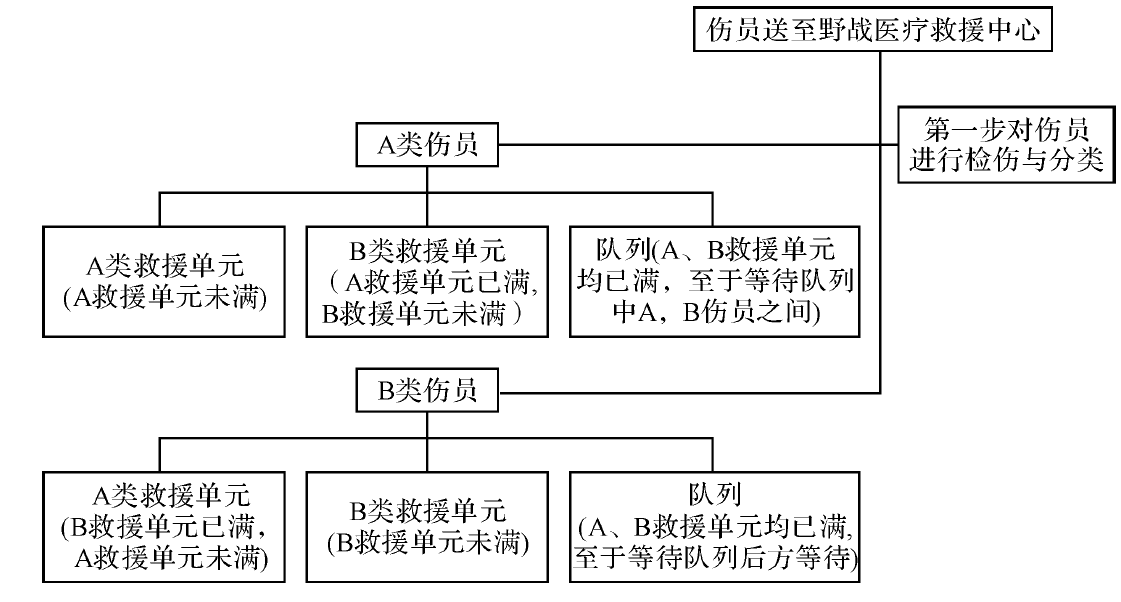 伤员送至野战医疗救援中心
第一步对伤员
进行检伤与分类
A类伤员
A类救援单元
(A救援单元未满)
B类救援单元
（A救援单元已满,
B救援单元未满）
队列(A、B救援单元
均已满，至于等待队列
中A，B伤员之间)
B类伤员
A类救援单元
(B救援单元已满，
A救援单元未满)
B类救援单元
(B救援单元未满)
队列
(A、B救援单元均已满,
至于等待队列后方等待)